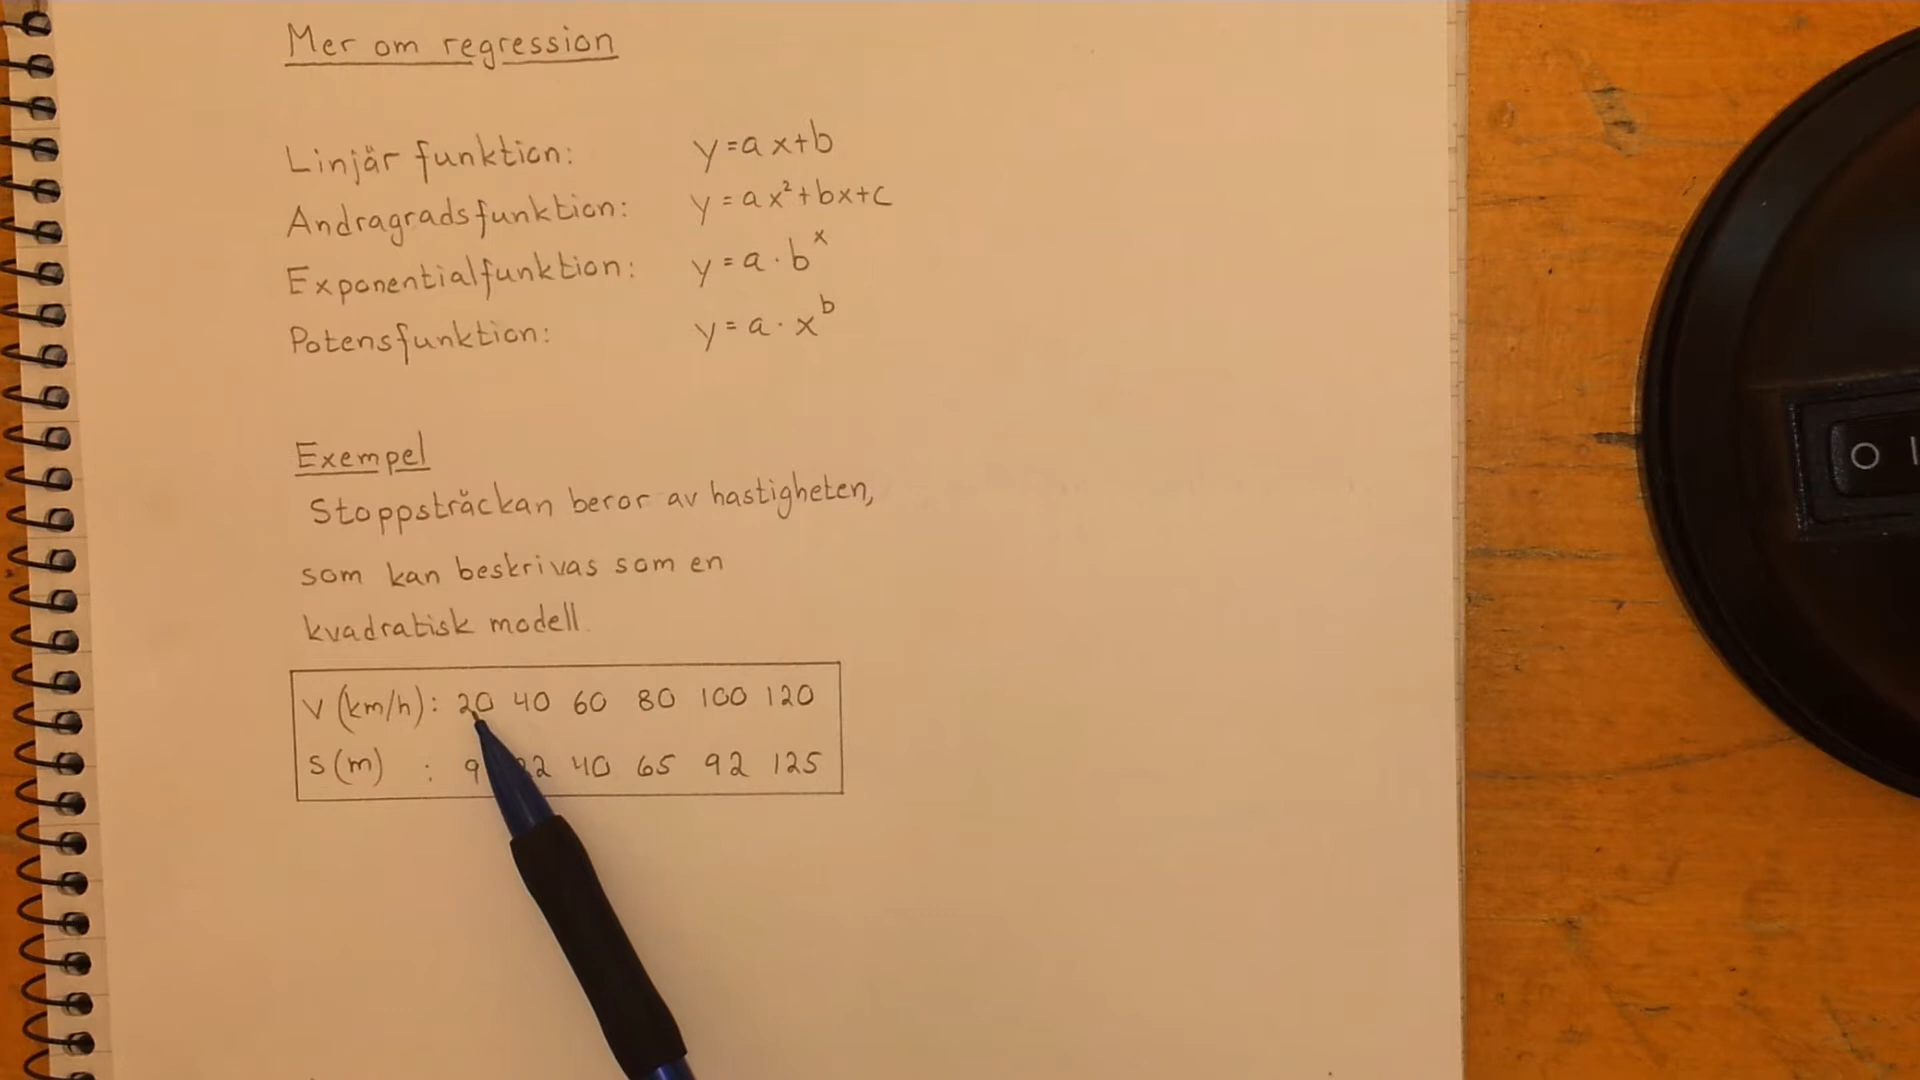 Mer om regression
Linjär funktion: y=ax+b
Andragradsfunktion: y=ax²+bx+c
Exponentialfunktion: y=a·b^x
Potensfunktion: y=a·x^b
Exempel
Stoppsträckan beror av hastigheten,
som kan beskrivas som en
kvadratisk modell.
V (km/h): 20 40 60 80 100 120
S(m) : 9 40 65 92 125
O I